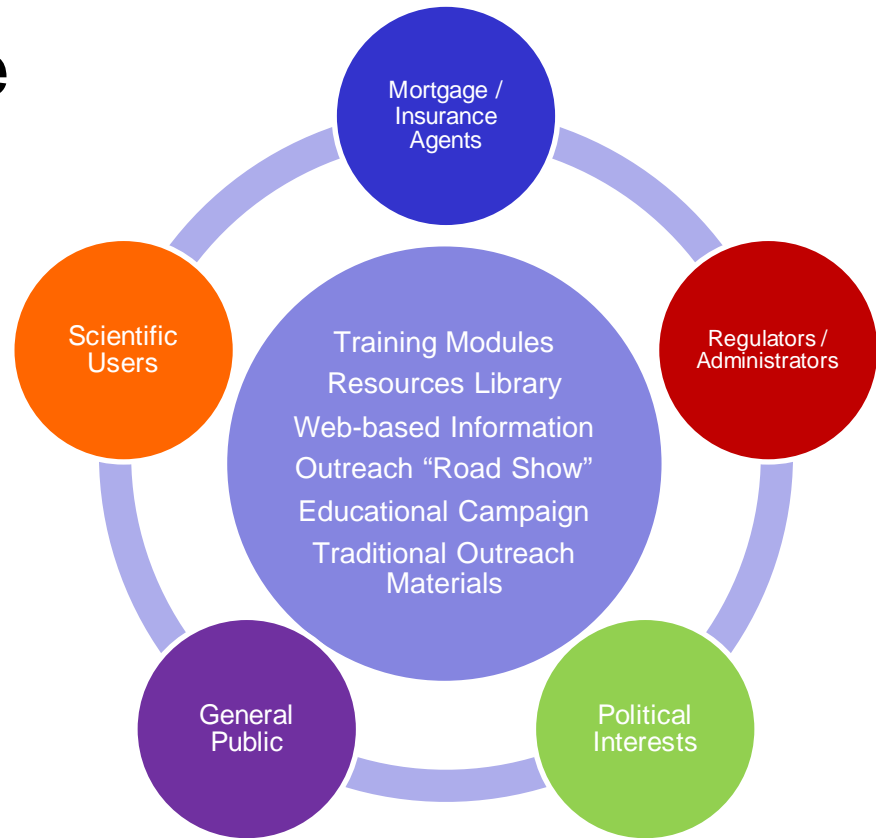 e
Mortgage /
Insurance
Agents
Scientific
Users
Regulators /
Administrators
Training Modules
Resources Library
Web-based Information
Outreach “Road Show”
Educational Campaign
Traditional Outreach
Materials
General
Public
Political
Interests